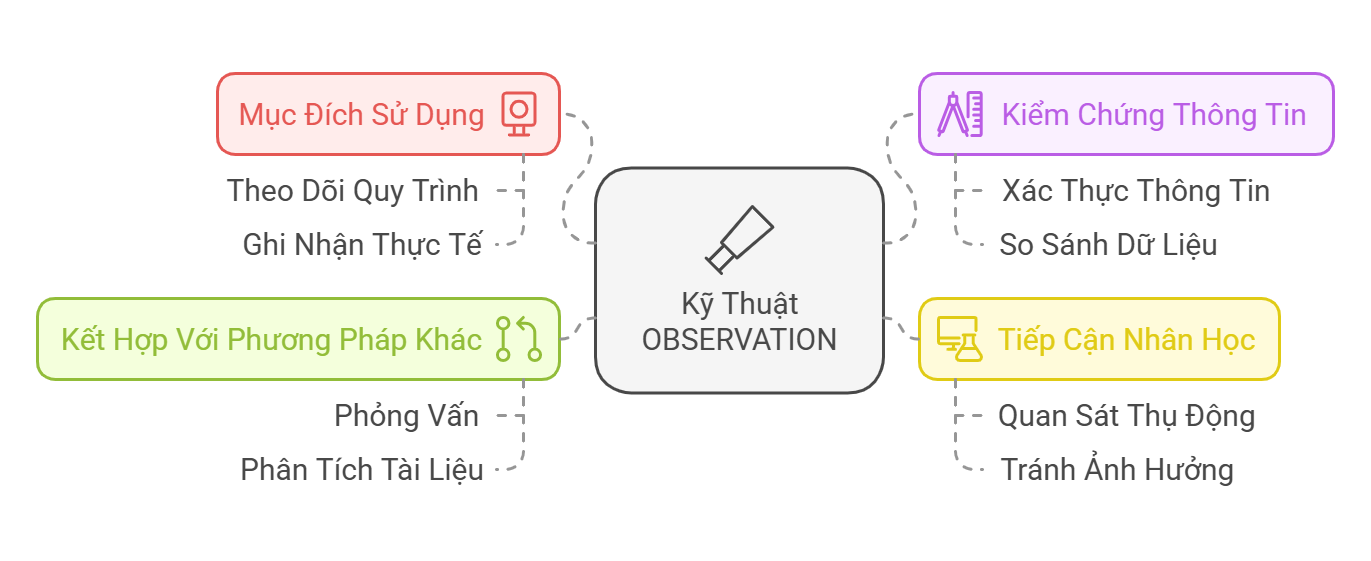 Mục Đích Sử Dụng
Theo Dõi Quy Trình
Ghi Nhận Thực Tế
Kết Hợp Với Phương Pháp Khác
Phỏng Vấn
Phân Tích Tài Liệu
Kỹ Thuật
OBSERVATION
Kiểm Chứng Thông Tin
Xác Thực Thông Tin
So Sánh Dữ Liệu
Tiếp Cận Nhân Học
Quan Sát Thụ Động
Tránh Ảnh Hưởng